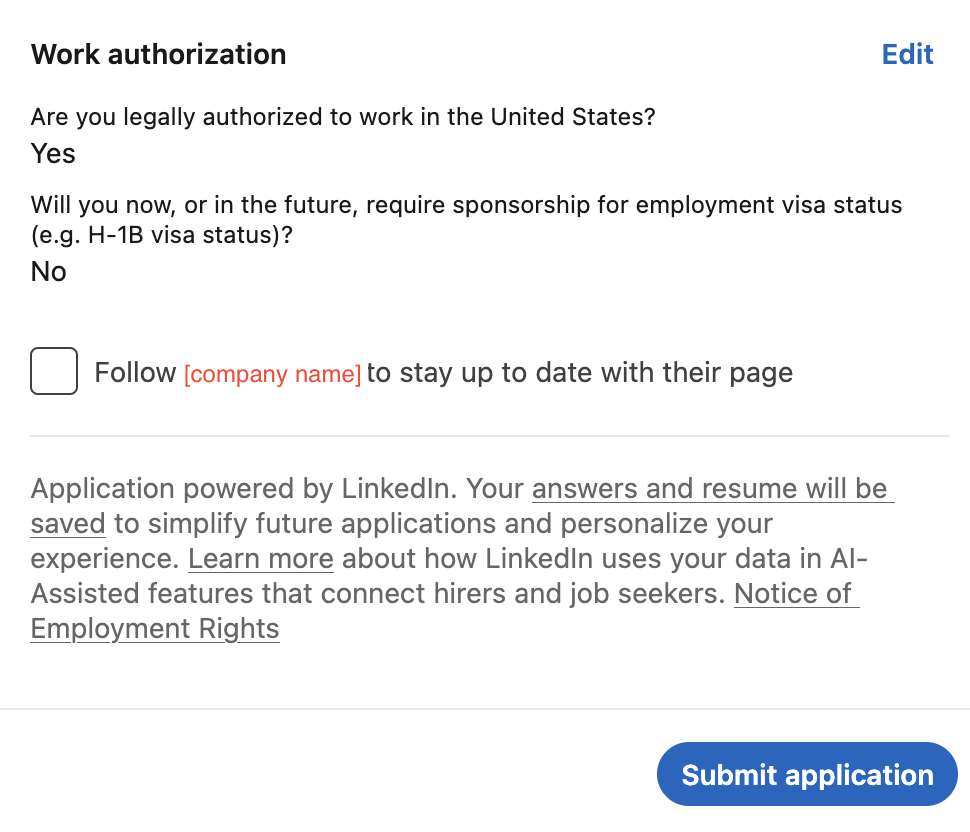 Work authorization
Edit
Are you legally authorized to work in the United States?
Yes
Will you now, or in the future, require sponsorship for employment visa status
(e.g. H-1B visa status)?
No
Follow [company name] to stay up to date with their page
Application powered by LinkedIn. Your answers and resume will be
saved to simplify future applications and personalize your
experience. Learn more about how LinkedIn uses your data in AI-
Assisted features that connect hirers and job seekers. Notice of
Employment Rights
Submit application